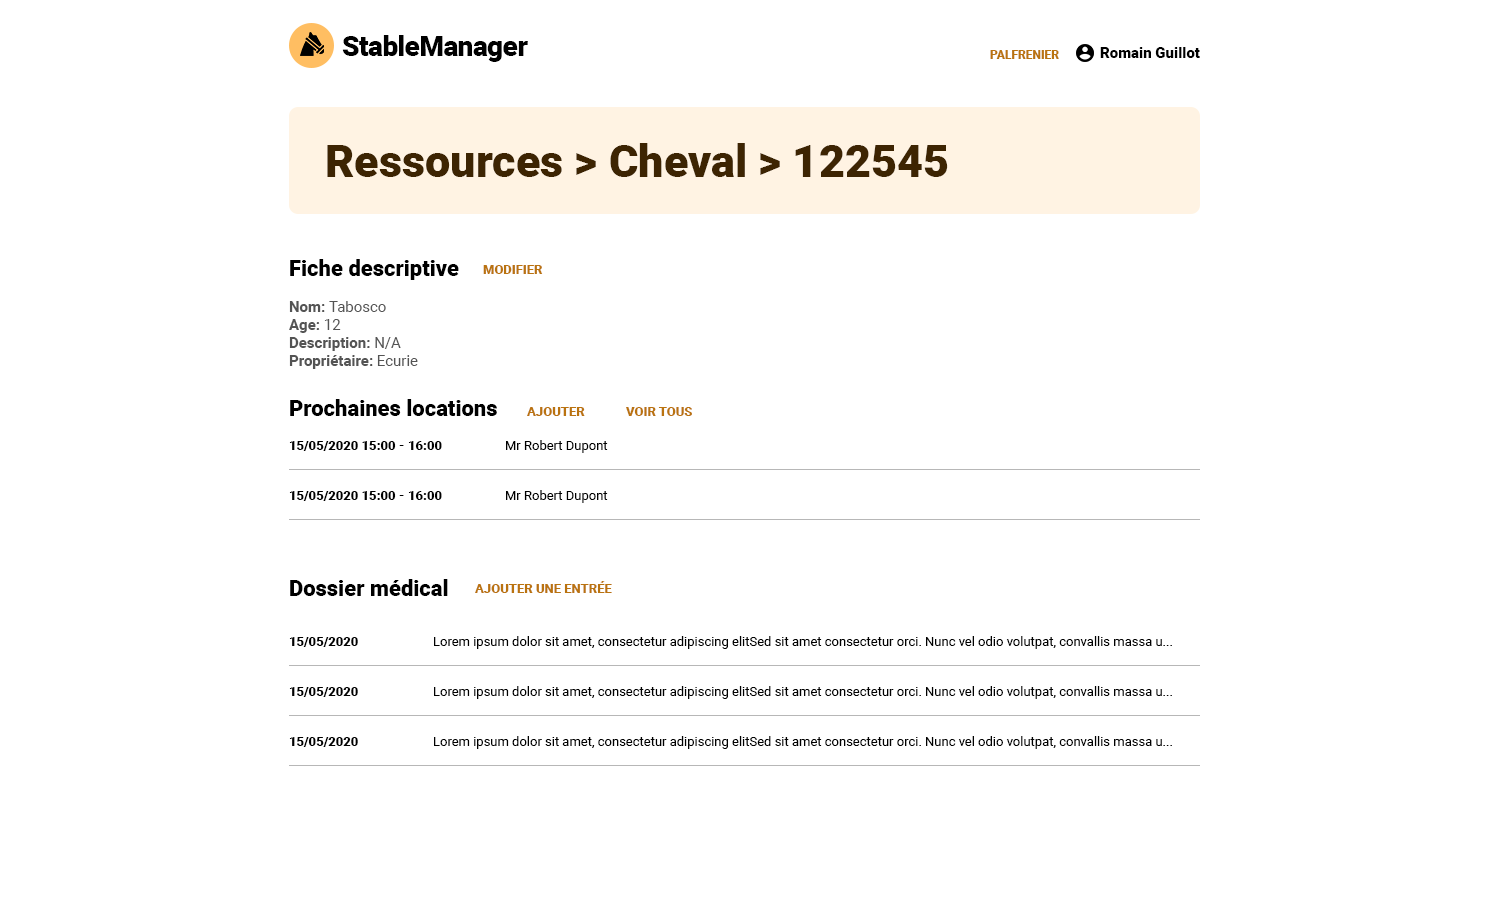 StableManager
PALFRENIER Romain Guillot
Ressources > Cheval > 122545
Fiche descriptive MODIFIER
Nom: Tabosco
Age: 12
Description: N/A
Propriétaire: Ecurie
Prochaines locations AJOUTER VOIR TOUS
15/05/2020 15:00 - 16:00 Mr Robert Dupont
15/05/2020 15:00 - 16:00 Mr Robert Dupont
Dossier médical AJOUTER UNE ENTRÉE
15/05/2020 Lorem ipsum dolor sit amet, consectetur adipiscing elitSed sit amet consectetur orci. Nunc vel odio volutpat, convallis massa u...
15/05/2020 Lorem ipsum dolor sit amet, consectetur adipiscing elitSed sit amet consectetur orci. Nunc vel odio volutpat, convallis massa u...
15/05/2020 Lorem ipsum dolor sit amet, consectetur adipiscing elitSed sit amet consectetur orci. Nunc vel odio volutpat, convallis massa u...